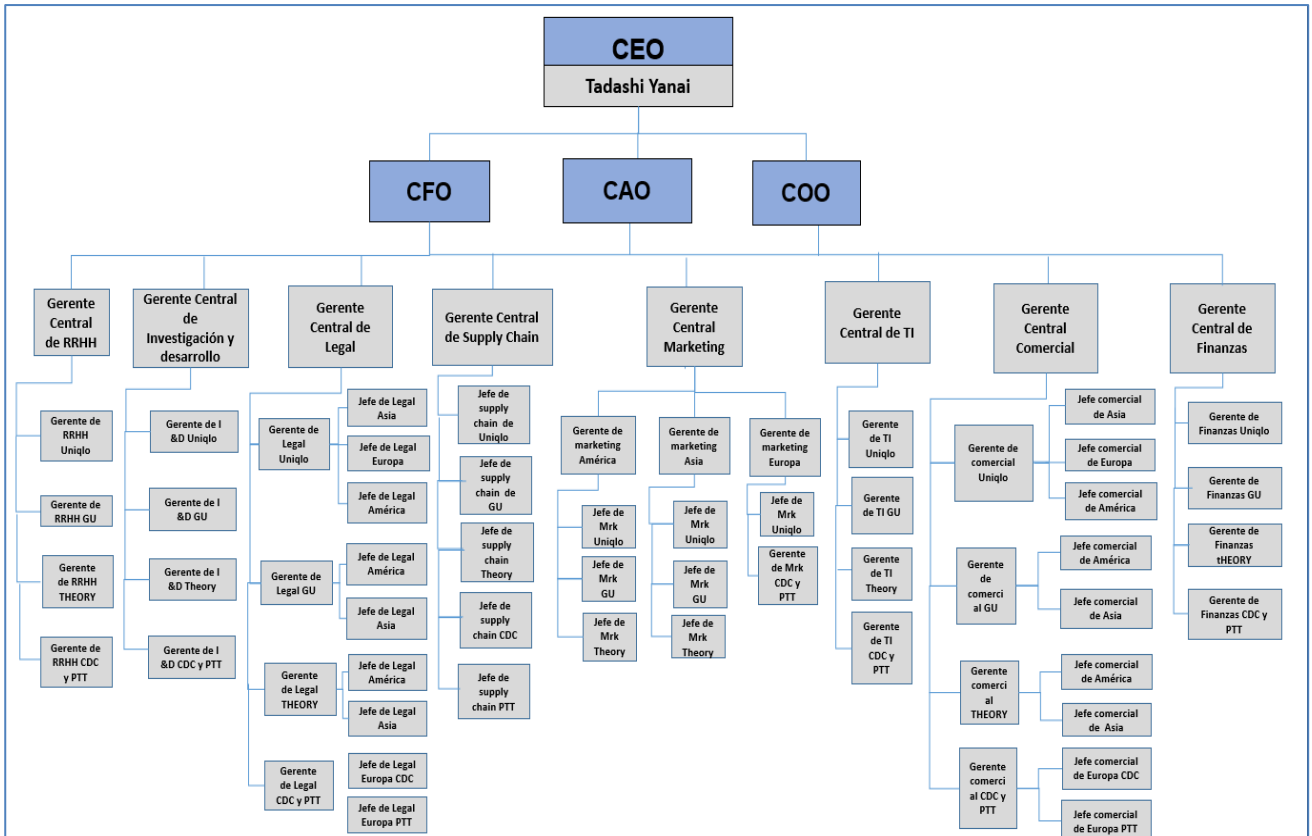 CEO
Tadashi Yanai
CFO
CAO
COO
Gerente
Central
de RRHH
Gerente Central
de
Investigación y
desarrollo
Gerente
Central de
Legal
Gerente Central
de Supply Chain
Gerente
Central
Marketing
Gerente
Central de TI
Gerente
Central
Comercial
Gerente
Central de
Finanzas
Gerente de
RRHH
Uniqlo
Gerente de
RRHH GU
Gerente
de RRHH
THEORY
Gerente de
RRHH CDC
y PTT
Gerente de I
&D Uniqlo
Gerente de I
&D GU
Gerente de I
&D Theory
Gerente de I
&D CDC y PTT
Gerente de
Legal
Uniqlo
Jefe de Legal
Asia
Jefe de Legal
Europa
Jefe de Legal
América
Gerente de
Legal GU
Jefe de Legal
América
Jefe de Legal
Asia
Gerente
de Legal
THEORY
Jefe de Legal
América
Jefe de Legal
Asia
Gerente
de Legal
CDC y PTT
Jefe de Legal
Europa CDC
Jefe de Legal
Europa PTT
Jefe de
supply
chain de
Uniqlo
Jefe de
supply
chain de
GU
Jefe de
supply
chain
Theory
Jefe de
supply
chain CDC
Jefe de
supply
chain PTT
Gerente de
marketing
América
Jefe de
Mrk
Uniqlo
Jefe de
Mrk
GU
Jefe de
Mrk
Theory
Gerente de
marketing
Asia
Jefe de
Mrk
Uniqlo
Jefe de
Mrk
GU
Jefe de
Mrk
Theory
Gerente de
marketing
Europa
Jefe de
Mrk
Uniqlo
Gerente
de Mrk
CDC y
PTT
Gerente
de TI
Uniqlo
Gerente
de TI GU
Gerente
de TI
Theory
Gerente
de TI
CDC y
PTT
Gerente de
comercial
Uniqlo
Jefe comercial
de Asia
Jefe comercial
de Europa
Jefe comercial
de América
Gerente
de
comerci
al GU
Jefe comercial
de América
Jefe comercial
de Asia
Gerente
comerci
al
THEORY
Jefe comercial
de América
Jefe comercial
de Asia
Gerente
comerci
al CDC y
PTT
Jefe comercial
de Europa CDC
Jefe comercial
de Europa PTT
Gerente de
Finanzas Uniqlo
Gerente de
Finanzas GU
Gerente de
Finanzas
tHEORY
Gerente de
Finanzas CDC y
PTT